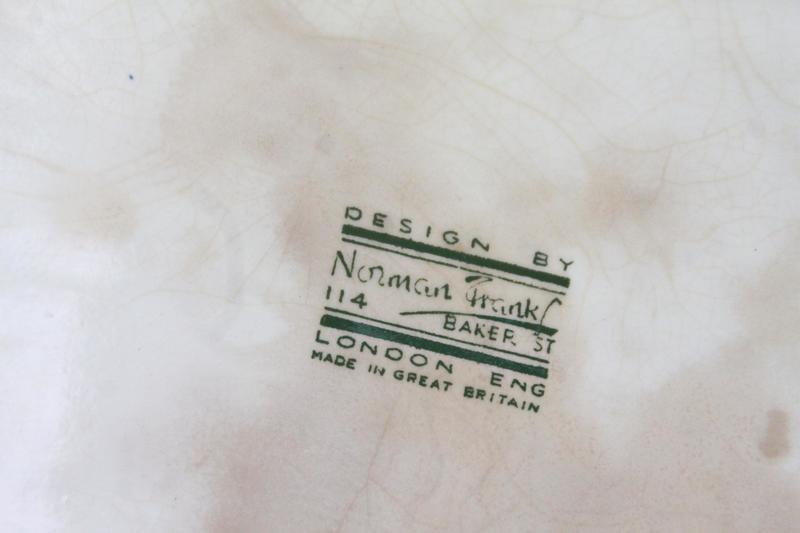 DESIGN BY
Norman Franks
114
BAKER ST
LONDON ENG
MADE IN GREAT BRITAIN